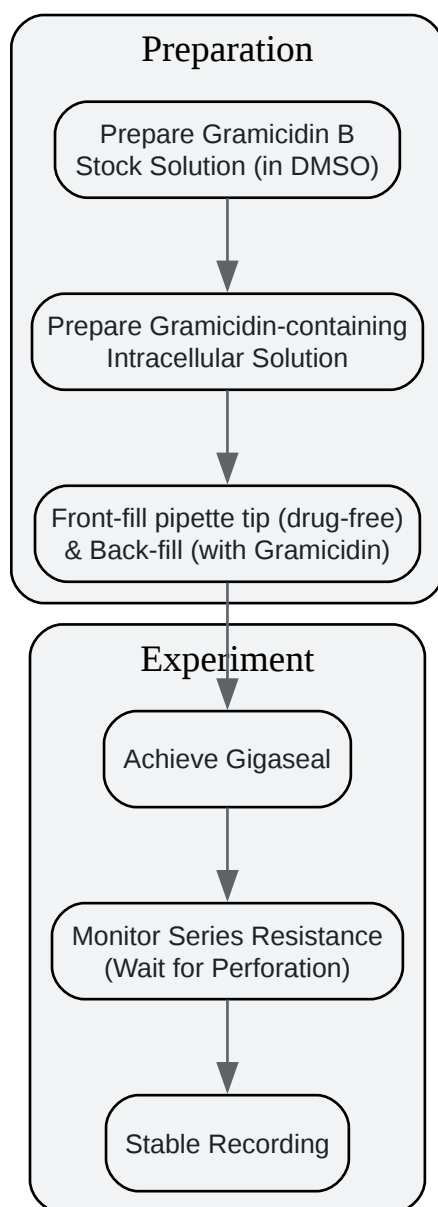 Preparation
Prepare Gramicidin B
Stock Solution (in DMSO)
Prepare Gramicidin-containing
Intracellular Solution
Front-fill pipette tip (drug-free)
& Back-fill (with Gramicidin)
Experiment
Achieve Gigaseal
Monitor Series Resistance
(Wait for Perforation)
Stable Recording